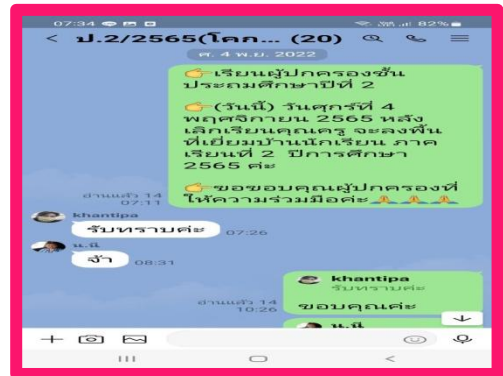 07:34 82%
< ป.2/2565(โคก... (20)
ศ. 4 พ.ย. 2022
👉เรียนผู้ปกครองชั้น
ประถมศึกษาปีที่ 2
👉(วันนี้) วันศุกร์ที่ 4
พฤศจิกายน 2565 หลัง
เลิกเรียนคุณครู จะลงพื้น
ที่เยี่ยมบ้านนักเรียน ภาค
เรียนที่ 2 ปีการศึกษา
2565 ค่ะ
👉ขอขอบคุณผู้ปกครองที่
ให้ความร่วมมือค่ะ🙏🙏🙏
อ่านแล้ว 14
07:11
khantipa
รับทราบค่ะ 07:26
น.นี
จ้า 08:31
khantipa
รับทราบค่ะ
ขอบคุณค่ะ
อ่านแล้ว 14
10:26
น.นี